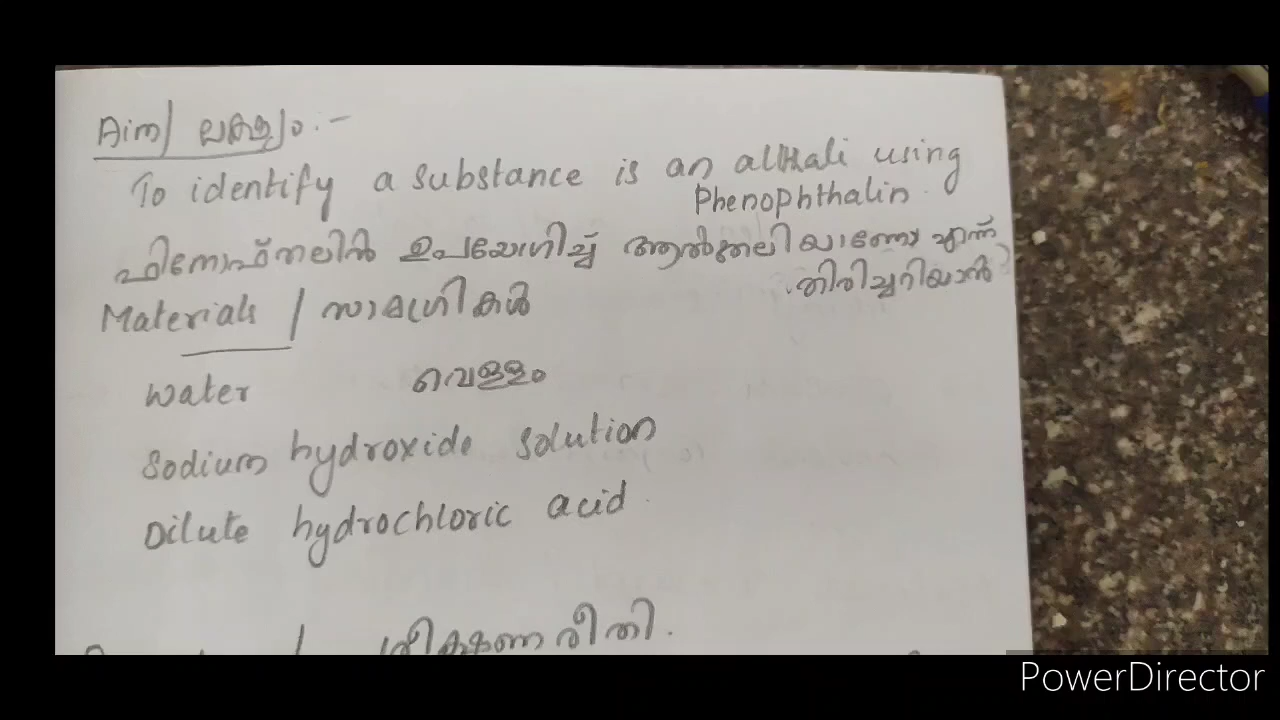 Aim/ ലക്ഷ്യം:-
To identify a substance is an alkali using
Phenophthalin.
ഫിനോഫ്തലിൻ ഉപയോഗിച്ച് ആൽക്കലിയാണോ എന്ന്
തിരിച്ചറിയാൻ
Materials / സാമഗ്രികൾ
Water വെള്ളം
Sodium hydroxide solution
Dilute hydrochloric acid.
PowerDirector